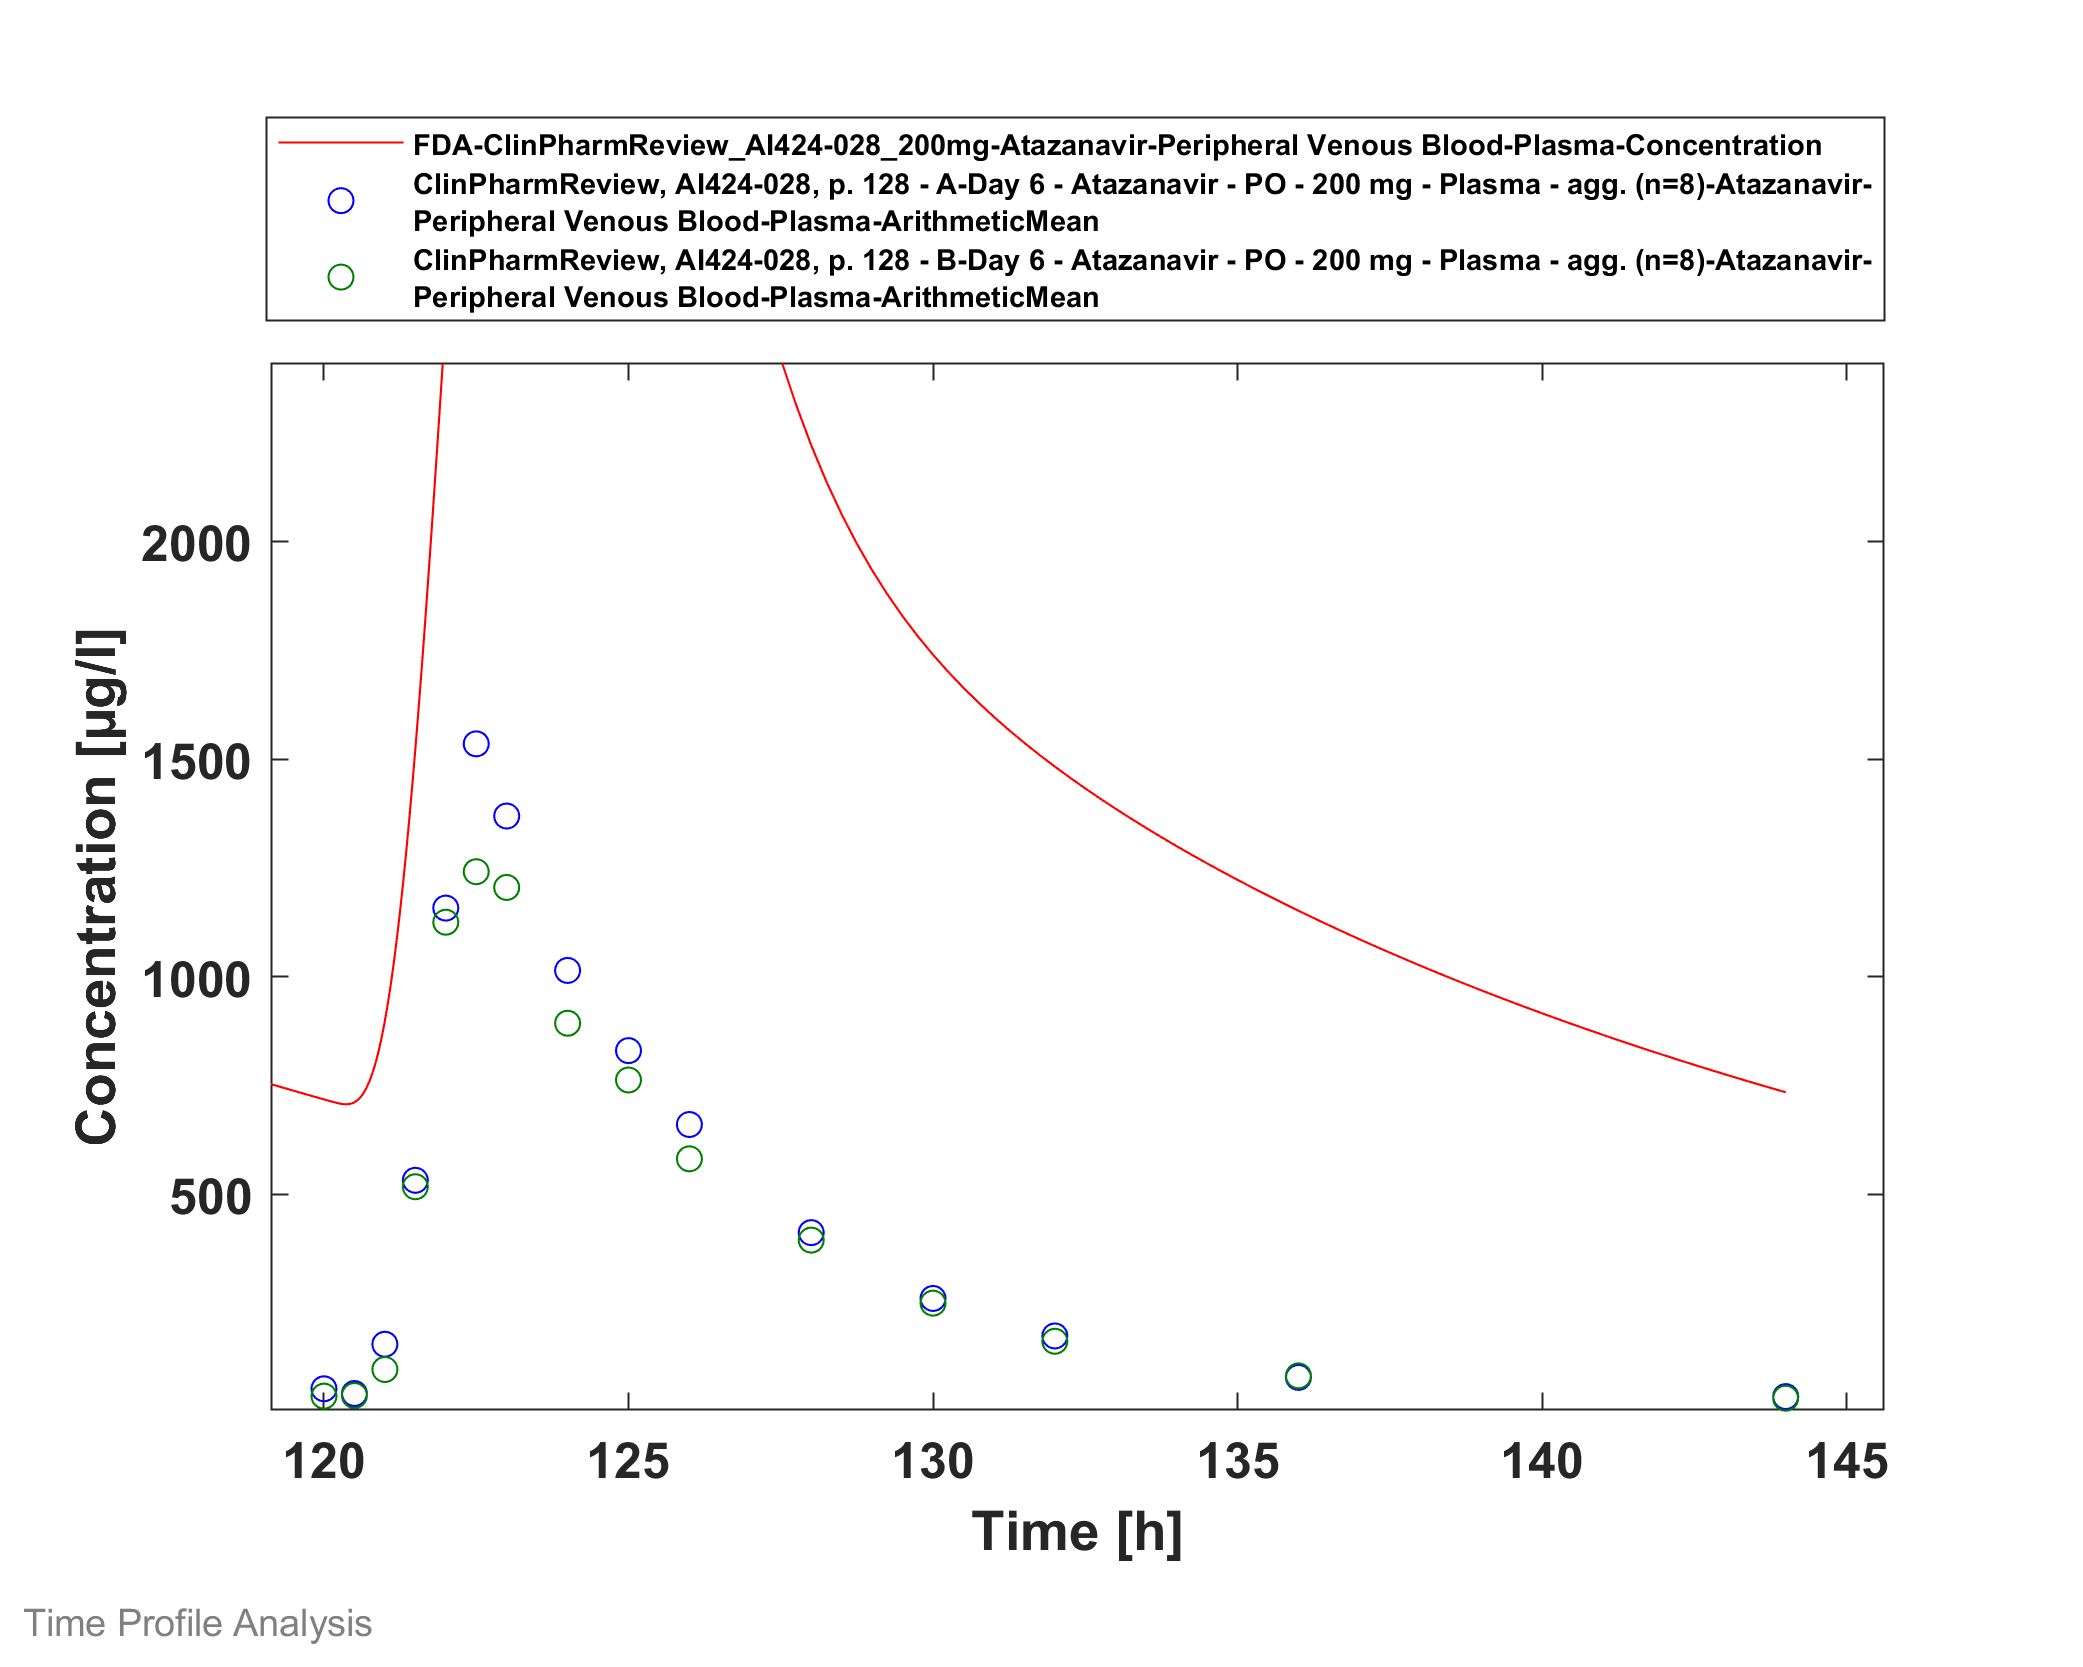 FDA-ClinPharmReview_AI424-028_200mg-Atazanavir-Peripheral Venous Blood-Plasma-Concentration
ClinPharmReview, AI424-028, p. 128 - A-Day 6 - Atazanavir - PO - 200 mg - Plasma - agg. (n=8)-Atazanavir-
Peripheral Venous Blood-Plasma-ArithmeticMean
ClinPharmReview, AI424-028, p. 128 - B-Day 6 - Atazanavir - PO - 200 mg - Plasma - agg. (n=8)-Atazanavir-
Peripheral Venous Blood-Plasma-ArithmeticMean
Concentration [µg/l]
2000
1500
1000
500
120 125 130 135 140 145
Time [h]
Time Profile Analysis